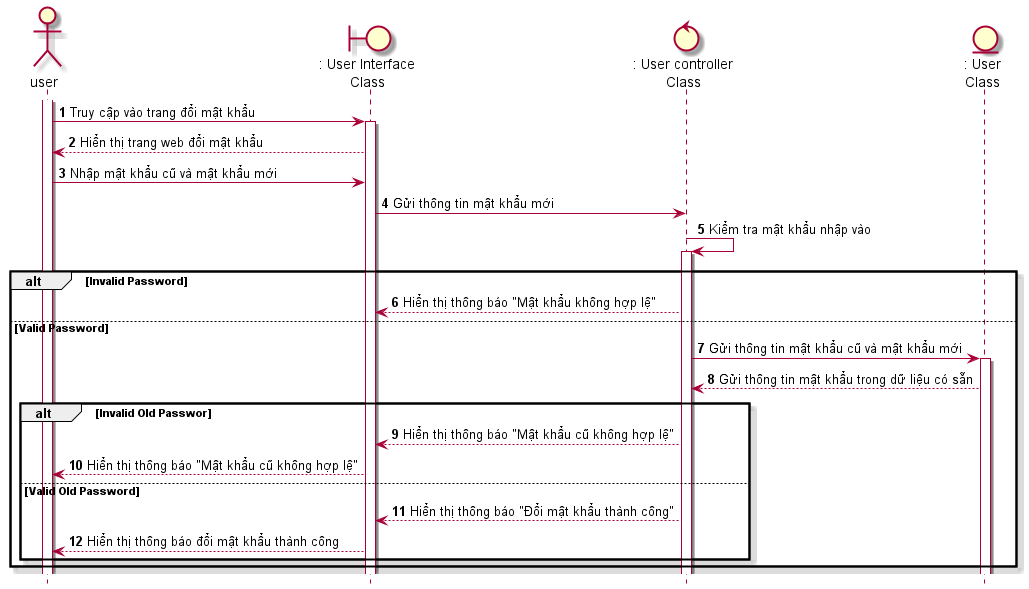 user
: User Interface
Class
: User controller
Class
: User
Class
1 Truy cập vào trang đổi mật khẩu
2 Hiển thị trang web đổi mật khẩu
3 Nhập mật khẩu cũ và mật khẩu mới
4 Gửi thông tin mật khẩu mới
5 Kiểm tra mật khẩu nhập vào
alt [Invalid Password]
6 Hiển thị thông báo "Mật khẩu không hợp lệ"
[Valid Password]
7 Gửi thông tin mật khẩu cũ và mật khẩu mới
8 Gửi thông tin mật khẩu trong dữ liệu có sẵn
alt [Invalid Old Passwor]
9 Hiển thị thông báo "Mật khẩu cũ không hợp lệ"
10 Hiển thị thông báo "Mật khẩu cũ không hợp lệ"
[Valid Old Password]
11 Hiển thị thông báo "Đổi mật khẩu thành công"
12 Hiển thị thông báo đổi mật khẩu thành công